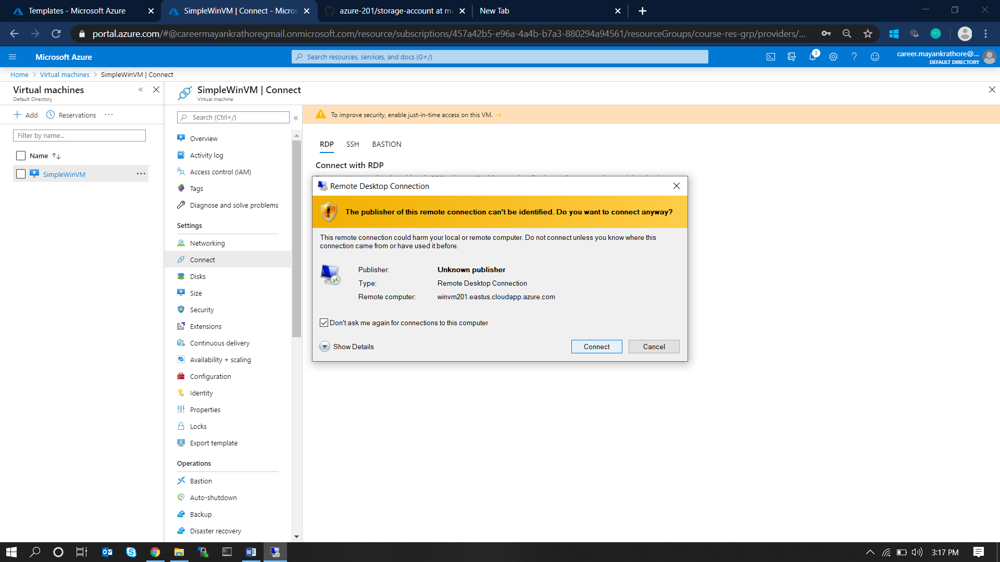 Templates - Microsoft Azure
SimpleWinVM | Connect - Micros
azure-201/storage-account at ma
New Tab
portal.azure.com/#@careermayankrathoregmail.onmicrosoft.com/resource/subscriptions/457a42b5-e96a-4a4b-b7a3-880294a94561/resourceGroups/course-res-grp/providers/...
m
Microsoft Azure
Search resources, services, and docs (G+/)
3
career.mayankrathore@...
DEFAULT DIRECTORY
Home > Virtual machines > SimpleWinVM | Connect
Virtual machines
Default Directory
Add
Reservations
Filter by name...
Name
SimpleWinVM
SimpleWinVM | Connect
Virtual machine
Search (Ctrl+/)
Overview
Activity log
Access control (IAM)
Tags
Diagnose and solve problems
Settings
Networking
Connect
Disks
Size
Security
Extensions
Continuous delivery
Availability + scaling
Configuration
Identity
Properties
Locks
Export template
Operations
Bastion
Auto-shutdown
Backup
Disaster recovery
To improve security, enable just-in-time access on this VM. →
RDP SSH BASTION
Connect with RDP
Remote Desktop Connection
The publisher of this remote connection can't be identified. Do you want to connect anyway?
This remote connection could harm your local or remote computer. Do not connect unless you know where this
connection came from or have used it before.
Publisher: Unknown publisher
Type: Remote Desktop Connection
Remote computer: winvm201.eastus.cloudapp.azure.com
Don't ask me again for connections to this computer
Show Details
Connect
Cancel
3:17 PM